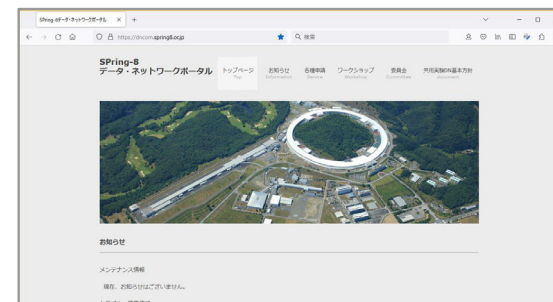 SPring-8データ・ネットワークポータル
https://dncom.spring8.or.jp
検索
SPring-8
データ・ネットワークポータル
トップページ お知らせ 各種申請 ワークショップ 委員会 共用実験DN基本方針
Top Information Service Workshop Committee document
お知らせ
メンテナンス情報
現在、お知らせはございません。